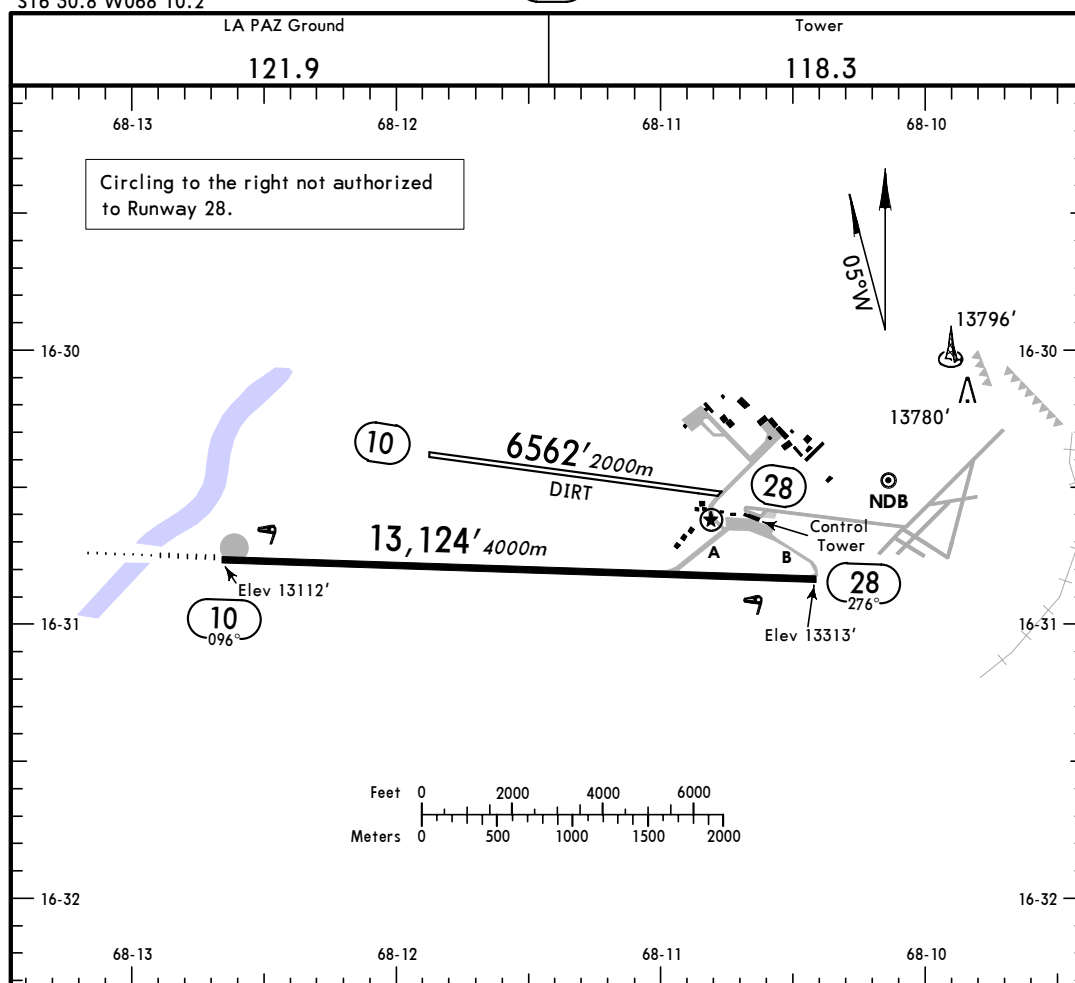 S16 30.8 W068 10.2
LA PAZ Ground
121.9
Tower
118.3
68-13 68-12 68-11 68-10
Circling to the right not authorized
to Runway 28.
05°W
13796'
16-30 16-30
13780'
10
6562' 2000m
DIRT
28
NDB
Control
Tower
13,124' 4000m
A B
Elev 13112'
28
276°
10
096°
16-31 16-31
Elev 13313'
Feet 0 2000 4000 6000
Meters 0 500 1000 1500 2000
16-32 16-32
68-13 68-12 68-11 68-10